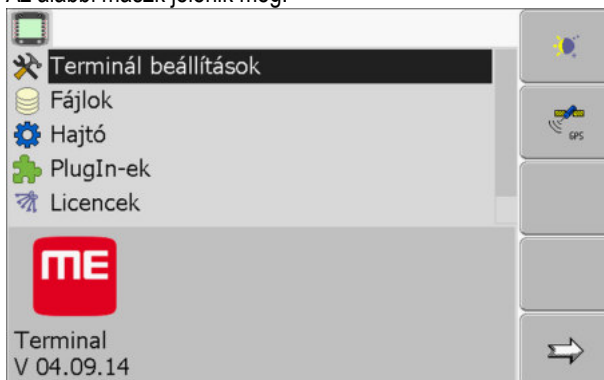 Az alábbi maszk jelenik meg:
Terminál beállítások
Fájlok
Hajtó
PlugIn-ek
Licencek
GPS
ME
Terminal
V 04.09.14